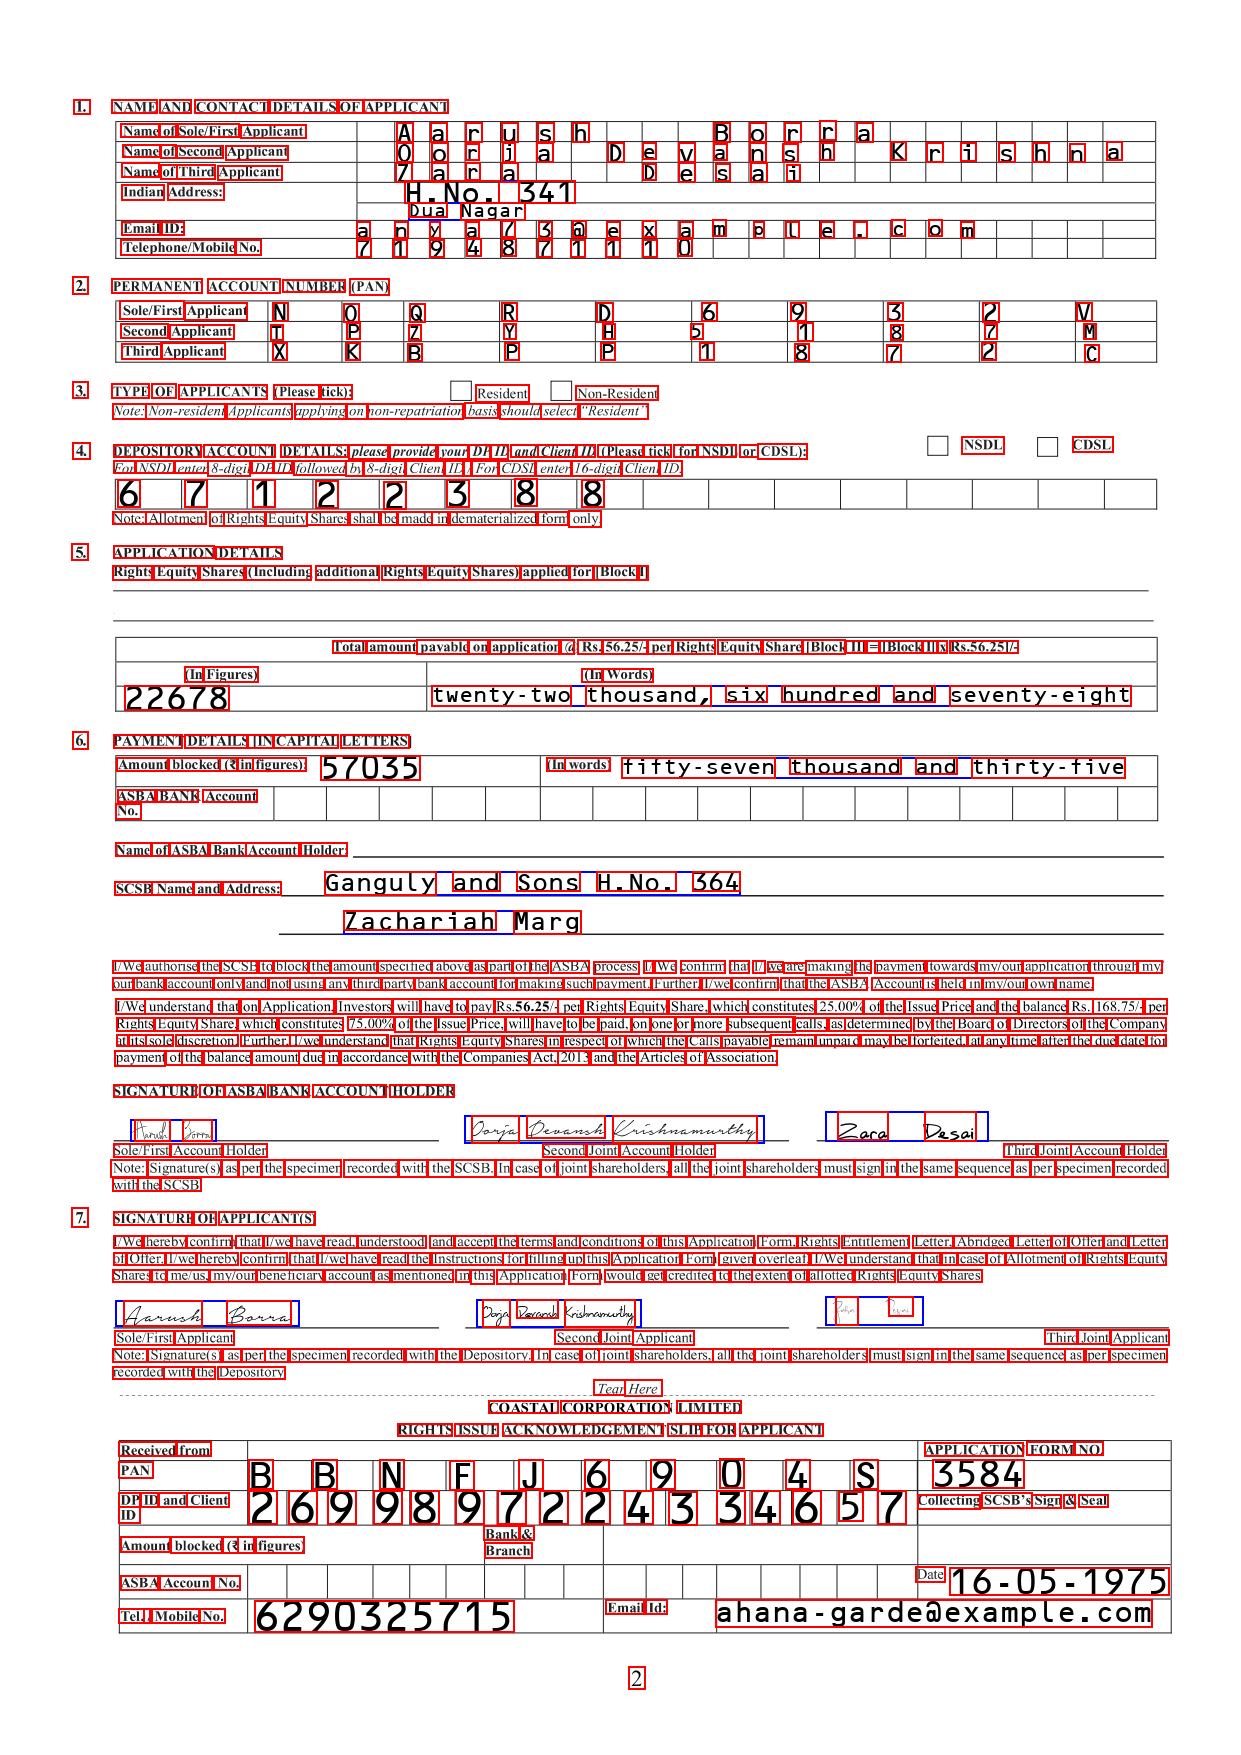 1. NAME AND CONTACT DETAILS OF APPLICANT
Name of Sole/First Applicant Aarush Borra
Name of Second Applicant Oorja Devansh Krishna
Name of Third Applicant Zara Desai
Indian Address: H.No. 341
Dua Nagar
Email ID: anya73@example.com
Telephone/Mobile No. 7194871110
2. PERMANENT ACCOUNT NUMBER (PAN)
Sole/First Applicant N O Q R D 6 9 3 2 V
Second Applicant T P Z Y H 5 1 8 7 M
Third Applicant X K B P P 1 8 7 2 C
3. TYPE OF APPLICANTS (Please tick): Resident Non-Resident
Note: Non-resident Applicants applying on non-repatriation basis should select "Resident"
4. DEPOSITORY ACCOUNT DETAILS: please provide your DP ID and Client ID (Please tick for NSDL or CDSL): NSDL CDSL
For NSDL enter 8-digit DP ID followed by 8-digit Client ID / For CDSL enter 16-digit Client ID.
6 7 1 2 2 3 8 8
Note: Allotment of Rights Equity Shares shall be made in dematerialized form only.
5. APPLICATION DETAILS
Rights Equity Shares (Including additional Rights Equity Shares) applied for [Block I]
Total amount payable on application @ Rs. 56.25/- per Rights Equity Share [Block II] = [Block I] x Rs.56.25]/-
(In Figures) (In Words)
22678 twenty-two thousand, six hundred and seventy-eight
6. PAYMENT DETAILS [IN CAPITAL LETTERS]
Amount blocked (₹ in figures): 57035 (In words) fifty-seven thousand and thirty-five
ASBA BANK Account
No.
Name of ASBA Bank Account Holder:
SCSB Name and Address: Ganguly and Sons H.No. 364
Zachariah Marg
I/We authorise the SCSB to block the amount specified above as part of the ASBA process. I/We confirm that I/we are making the payment towards my/our application through my/
our bank account only and not using any third party bank account for making such payment. Further, I/we confirm that the ASBA Account is held in my/our own name.
I/We understand that on Application, Investors will have to pay Rs.56.25/- per Rights Equity Share, which constitutes 25.00% of the Issue Price and the balance Rs. 168.75/- per
Rights Equity Share, which constitutes 75.00% of the Issue Price, will have to be paid, on one or more subsequent calls, as determined by the Board of Directors of the Company
at its sole discretion. Further, I/we understand that Rights Equity Shares in respect of which the Calls payable remain unpaid may be forfeited, at any time after the due date for
payment of the balance amount due in accordance with the Companies Act, 2013 and the Articles of Association.
SIGNATURE OF ASBA BANK ACCOUNT HOLDER
Aarush Borra Oorja Devansh Krishnamurthy Zara Desai
Sole/First Account Holder Second Joint Account Holder Third Joint Account Holder
Note: Signature(s) as per the specimen recorded with the SCSB. In case of joint shareholders, all the joint shareholders must sign in the same sequence as per specimen recorded
with the SCSB
7. SIGNATURE OF APPLICANT(S)
I/We hereby confirm that I/we have read, understood and accept the terms and conditions of this Application Form, Rights Entitlement Letter, Abridged Letter of Offer and Letter
of Offer. I/we hereby confirm that I/we have read the Instructions for filling up this Application Form given overleaf. I/We understand that in case of Allotment of Rights Equity
Shares to me/us, my/our beneficiary account as mentioned in this Application Form would get credited to the extent of allotted Rights Equity Shares
Aarush Borra Oorja Devansh Krishnamurthy Desai
Sole/First Applicant Second Joint Applicant Third Joint Applicant
Note: Signature(s) as per the specimen recorded with the Depository. In case of joint shareholders, all the joint shareholders must sign in the same sequence as per specimen
recorded with the Depository
Tear Here
COASTAL CORPORATION LIMITED
RIGHTS ISSUE ACKNOWLEDGEMENT SLIP FOR APPLICANT
Received from APPLICATION FORM NO.
PAN B B N F J 6 9 0 4 S 3584
DP ID and Client
ID 2 6 9 9 8 9 7 2 2 4 3 3 4 6 5 7 Collecting SCSB's Sign & Seal
Amount blocked (₹ in figures) Bank &
Branch
ASBA Account No. Date 16-05-1975
Tel./ Mobile No. 6290325715 Email Id: ahana-garde@example.com
2